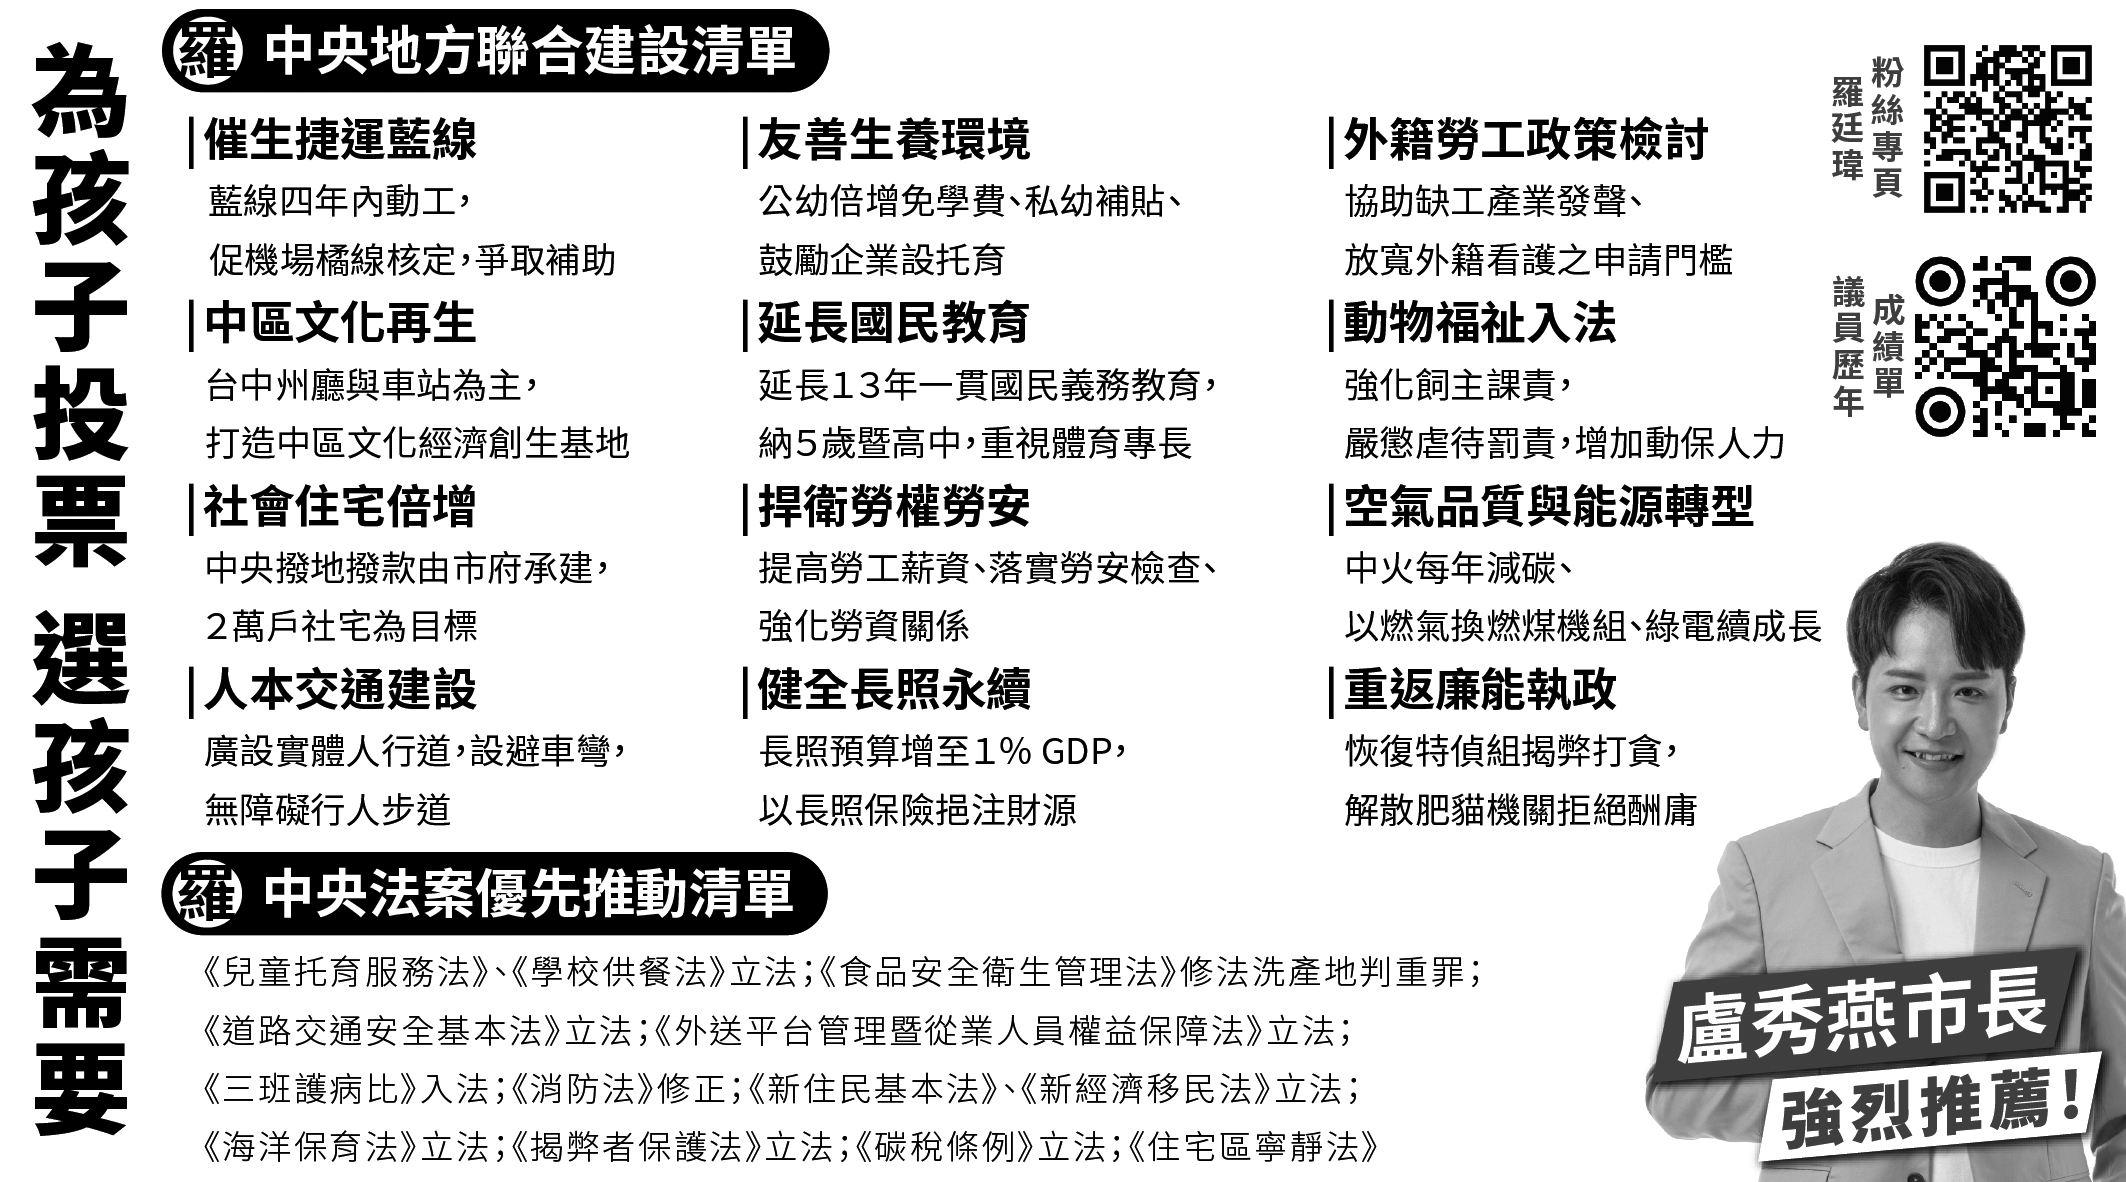 為孩子投票 選孩子需要
羅 中央地方聯合建設清單
催生捷運藍線
藍線四年內動工，
促機場橘線核定，爭取補助
中區文化再生
台中州廳與車站為主，
打造中區文化經濟創生基地
社會住宅倍增
中央撥地撥款由市府承建，
２萬戶社宅為目標
人本交通建設
廣設實體人行道，設避車彎，
無障礙行人步道
友善生養環境
公幼倍增免學費、私幼補貼、
鼓勵企業設托育
延長國民教育
延長１３年一貫國民義務教育，
納５歲暨高中，重視體育專長
捍衛勞權勞安
提高勞工薪資、落實勞安檢查、
強化勞資關係
健全長照永續
長照預算增至１% GDP，
以長照保險挹注財源
外籍勞工政策檢討
協助缺工產業發聲、
放寬外籍看護之申請門檻
動物福祉入法
強化飼主課責，
嚴懲虐待罰責，增加動保人力
空氣品質與能源轉型
中火每年減碳、
以燃氣換燃煤機組、綠電續成長
重返廉能執政
恢復特偵組揭弊打貪，
解散肥貓機關拒絕酬庸
羅 中央法案優先推動清單
《兒童托育服務法》、《學校供餐法》立法；《食品安全衛生管理法》修法洗產地判重罪；
《道路交通安全基本法》立法；《外送平台管理暨從業人員權益保障法》立法；
《三班護病比》入法；《消防法》修正；《新住民基本法》、《新經濟移民法》立法；
《海洋保育法》立法；《揭弊者保護法》立法；《碳稅條例》立法；《住宅區寧靜法》
粉絲專頁
羅廷瑋
成績單
議員歷年
盧秀燕市長
強烈推薦！